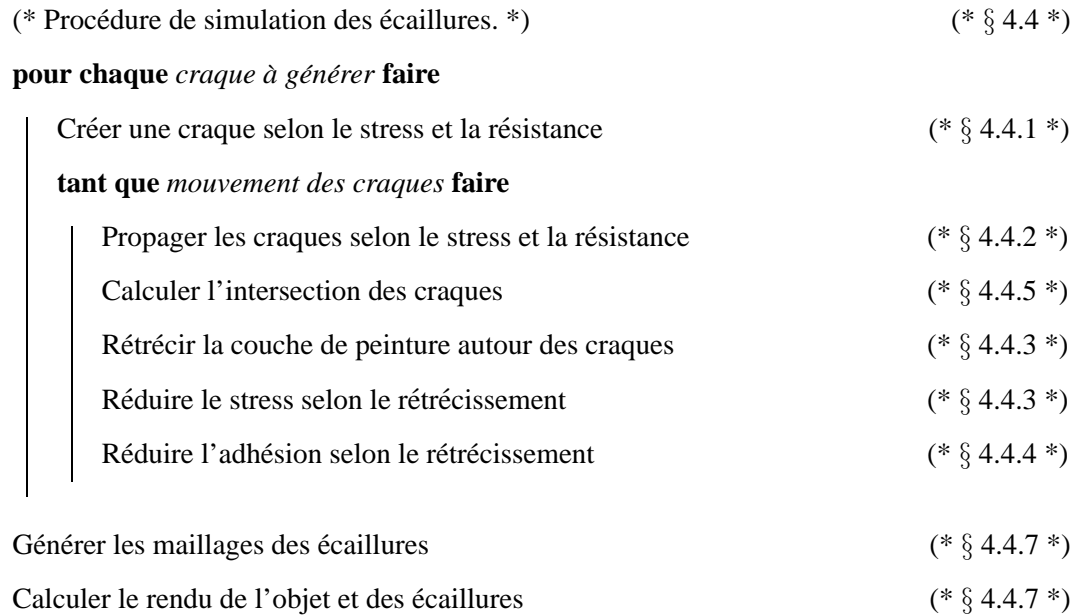 (* Procédure de simulation des écaillures. *) (* § 4.4 *)
pour chaque craque à générer faire
Créer une craque selon le stress et la résistance (* § 4.4.1 *)
tant que mouvement des craques faire
Propager les craques selon le stress et la résistance (* § 4.4.2 *)
Calculer l'intersection des craques (* § 4.4.5 *)
Rétrécir la couche de peinture autour des craques (* § 4.4.3 *)
Réduire le stress selon le rétrécissement (* § 4.4.3 *)
Réduire l'adhésion selon le rétrécissement (* § 4.4.4 *)
Générer les maillages des écaillures (* § 4.4.7 *)
Calculer le rendu de l'objet et des écaillures (* § 4.4.7 *)